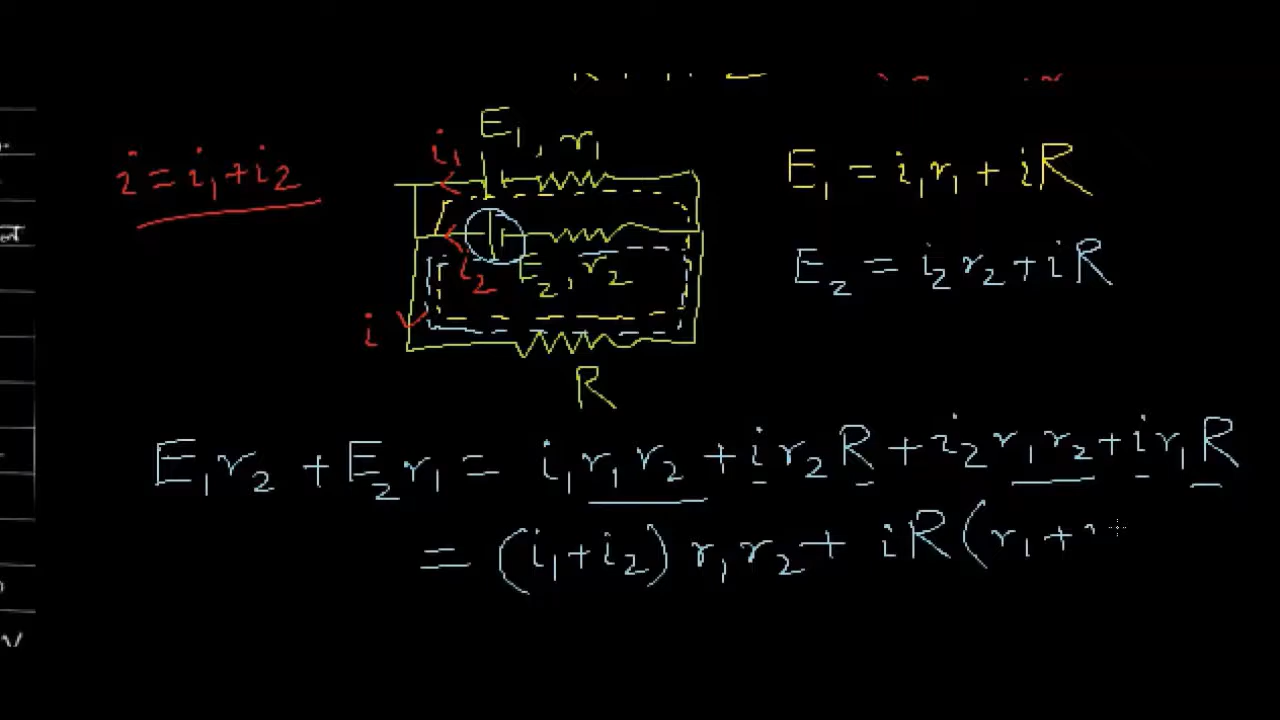 i = i₁ + i₂
E₁, r₁
i₁
E₁ = i₁r₁ + iR
i₂
E₂, r₂
E₂ = i₂r₂ + iR
i
R
E₁r₂ + E₂r₁ = i₁r₁r₂ + ir₂R + i₂r₁r₂ + ir₁R
= (i₁ + i₂) r₁r₂ + iR(r₁ +